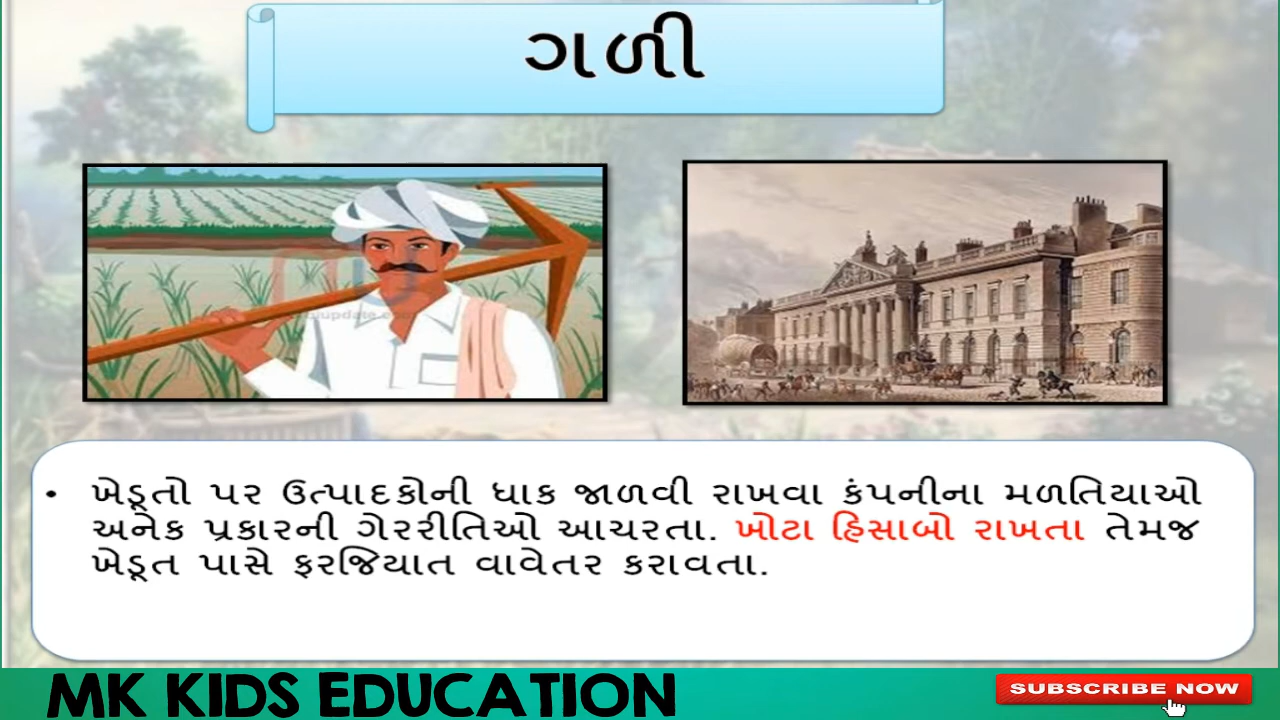 ગળી
• ખેડૂતો પર ઉત્પાદકોની ધાક જાળવી રાખવા કંપનીના મળતિયાઓ
અનેક પ્રકારની ગેરરીતિઓ આચરતા. ખોટા હિસાબો રાખતા તેમજ
ખેડૂત પાસે ફરજિયાત વાવેતર કરાવતા.
MK KIDS EDUCATION
SUBSCRIBE NOW